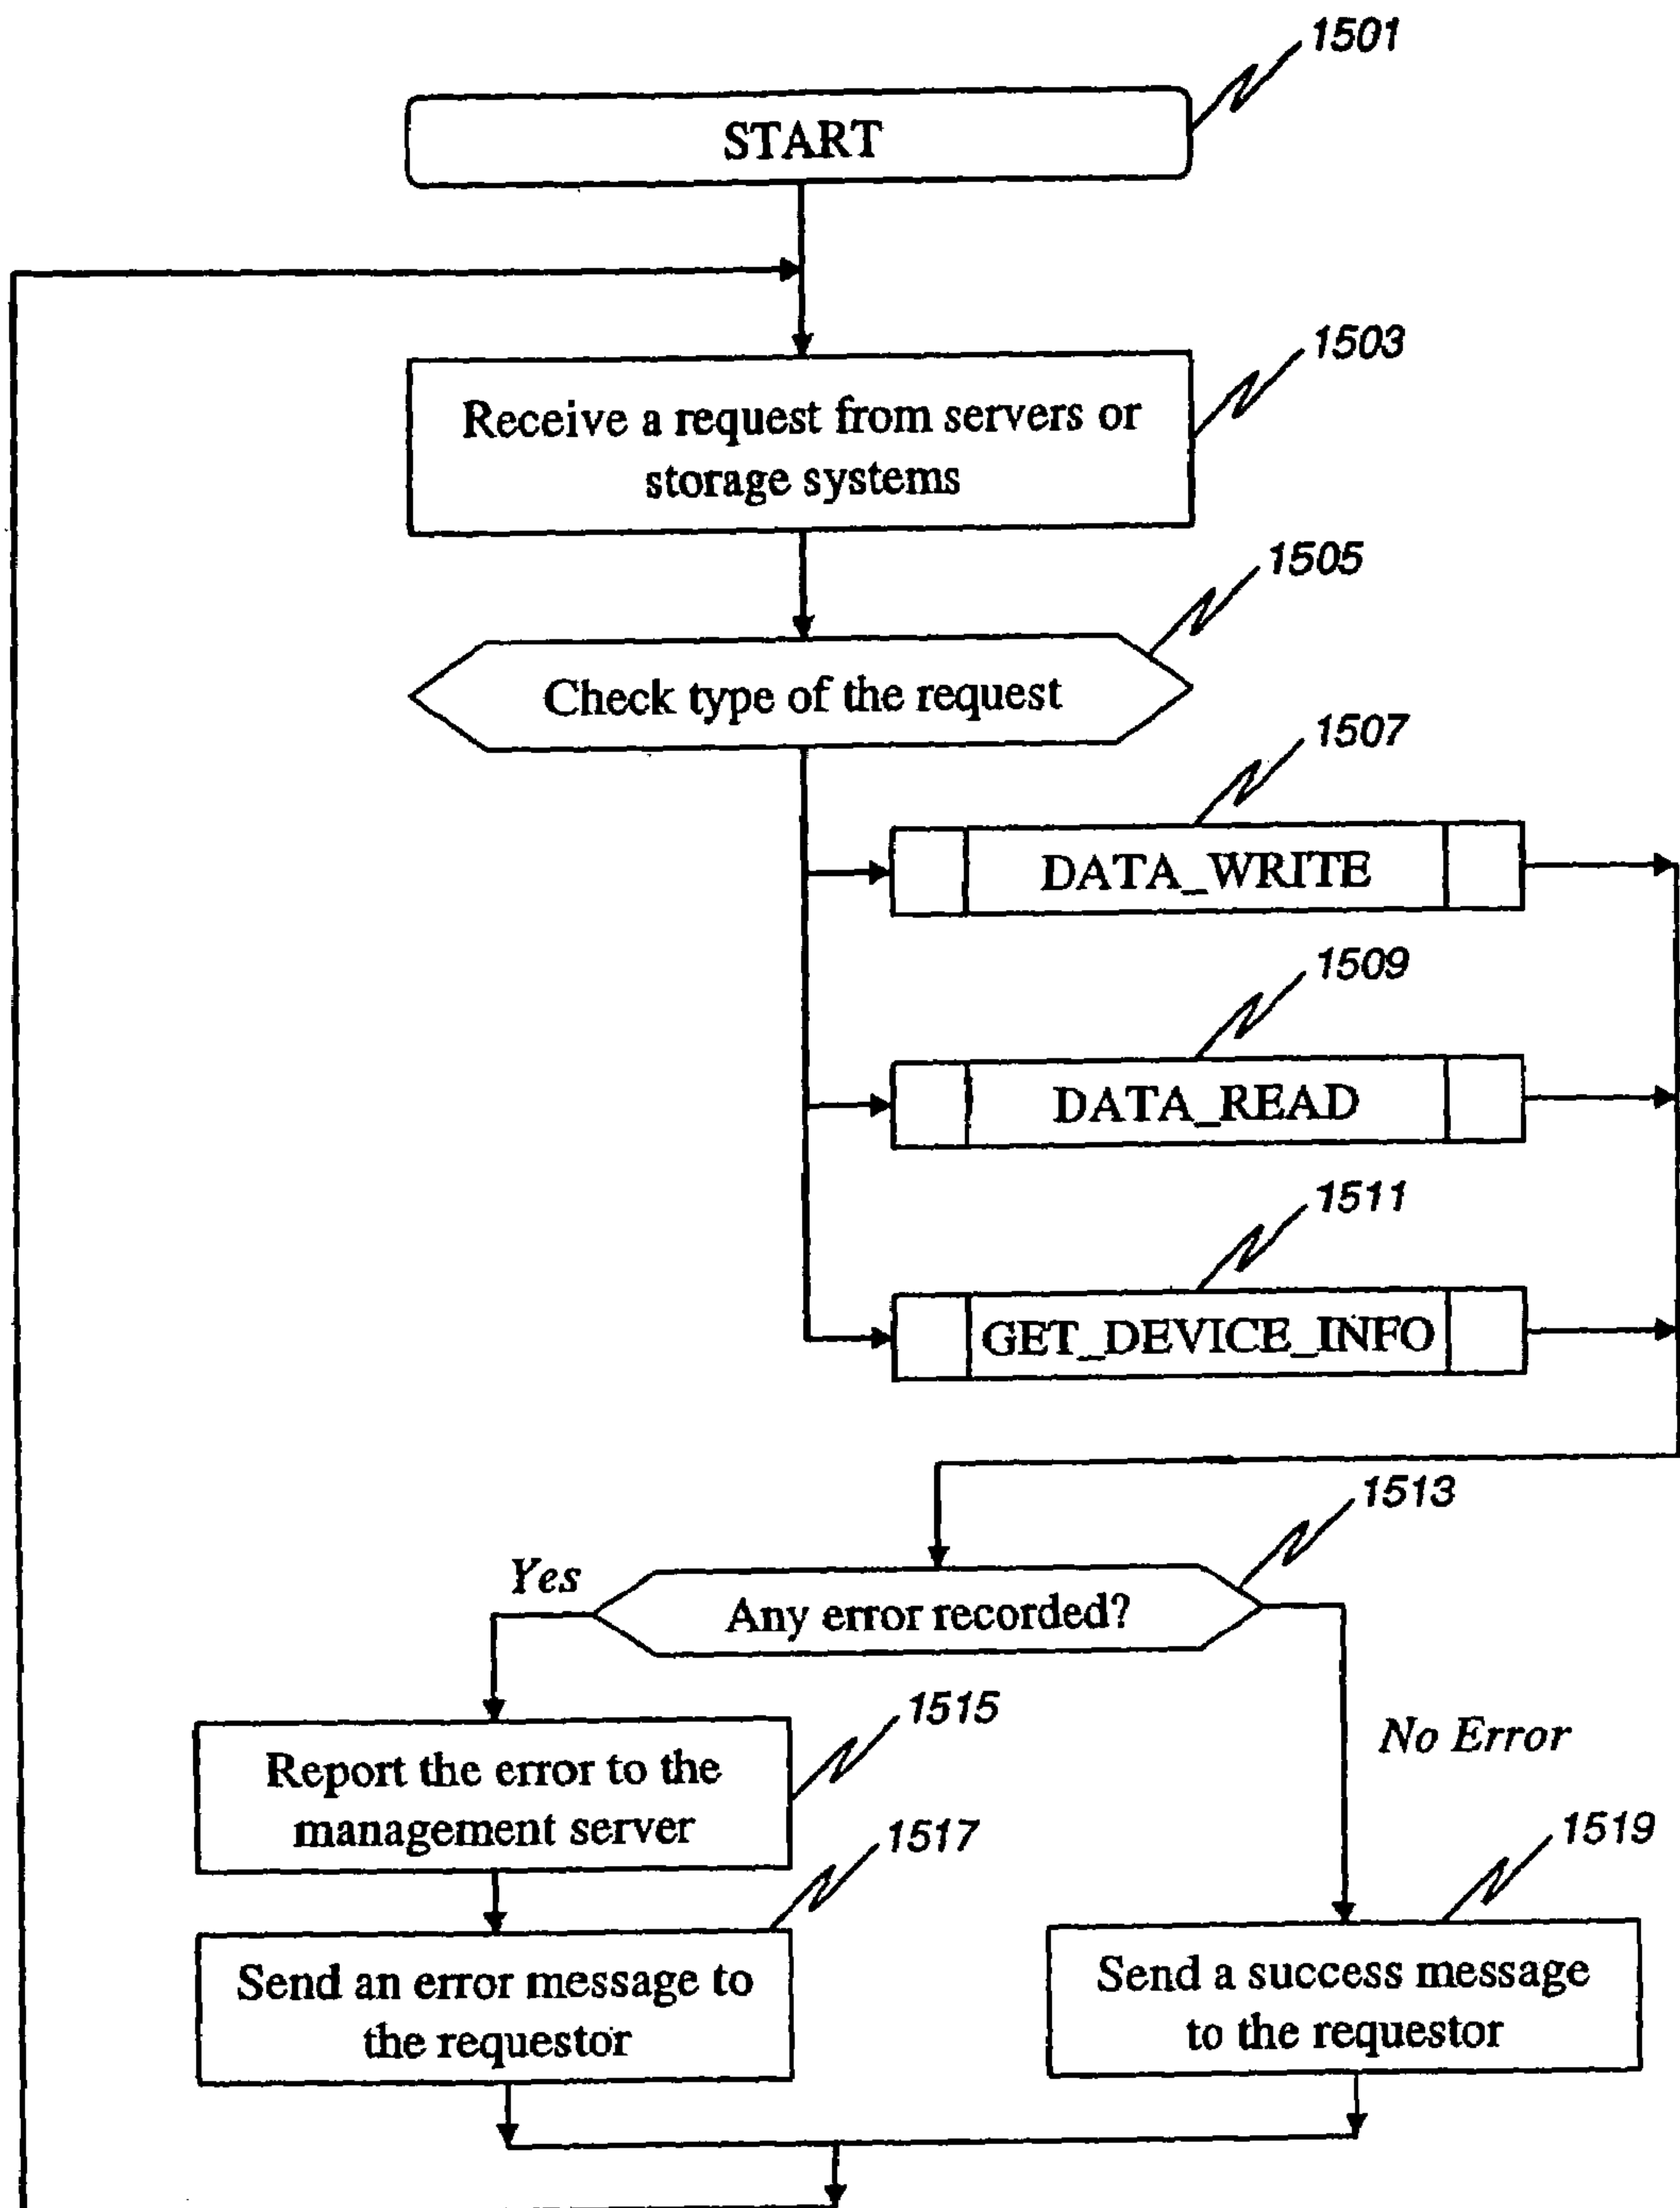 1501
START
1503
Receive a request from servers or
storage systems
1505
Check type of the request
1507
DATA_WRITE
1509
DATA_READ
1511
GET_DEVICE_INFO
1513
Yes
Any error recorded?
1515
No Error
Report the error to the
management server
1517
1519
Send an error message to
the requestor
Send a success message
to the requestor